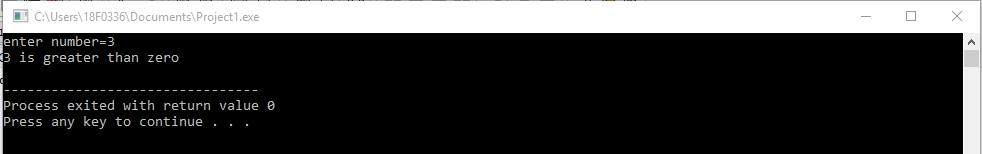 C:\Users\18F0336\Documents\Project1.exe
enter number=3
3 is greater than zero
--------------------------------
Process exited with return value 0
Press any key to continue . . .